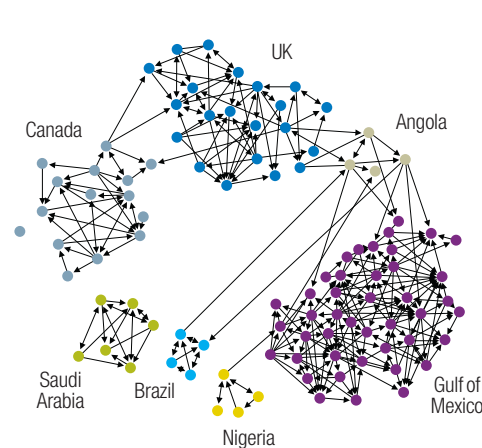 UK
Canada
Angola
Saudi
Arabia
Brazil
Nigeria
Gulf of
Mexico